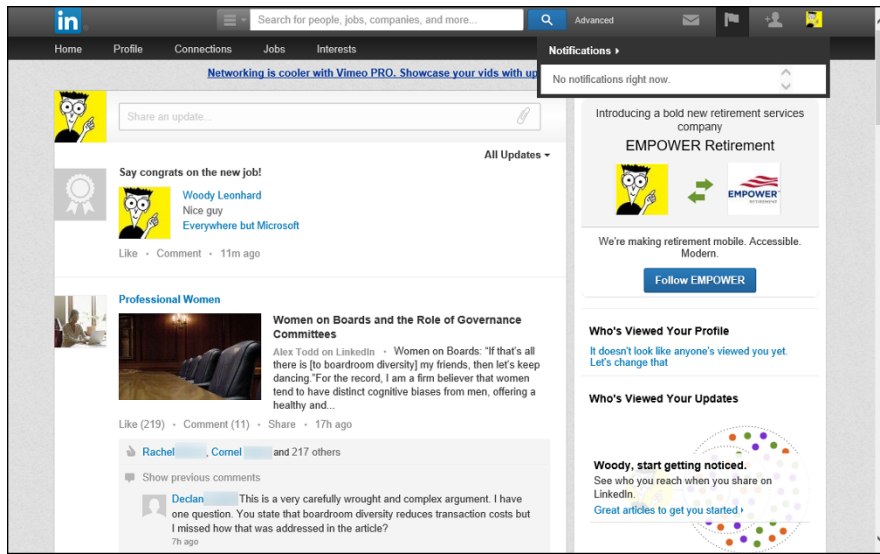 in
Search for people, jobs, companies, and more...
Advanced
Home Profile Connections Jobs Interests
Notifications
No notifications right now.
Networking is cooler with Vimeo PRO. Showcase your vids with up
Share an update...
All Updates
Say congrats on the new job!
Woody Leonhard
Nice guy
Everywhere but Microsoft
Like · Comment · 11m ago
Professional Women
Women on Boards and the Role of Governance
Committees
Alex Todd on LinkedIn · Women on Boards: "If that's all
there is [to boardroom diversity] my friends, then let's keep
dancing."For the record, I am a firm believer that women
tend to have distinct cognitive biases from men, offering a
healthy and...
Like (219) · Comment (11) · Share · 17h ago
Rachel , Cornel and 217 others
Show previous comments
Declan This is a very carefully wrought and complex argument. I have
one question. You state that boardroom diversity reduces transaction costs but
I missed how that was addressed in the article?
7h ago
Introducing a bold new retirement services
company
EMPOWER Retirement
EMPOWER
RETIREMENT
We're making retirement mobile. Accessible.
Modern.
Follow EMPOWER
Who's Viewed Your Profile
It doesn't look like anyone's viewed you yet.
Let's change that
Who's Viewed Your Updates
Woody, start getting noticed.
See who you reach when you share on
LinkedIn.
Great articles to get you started